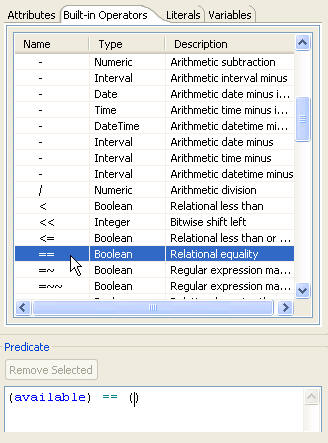 Attributes Built-in Operators Literals Variables
Name Type Description
- Numeric Arithmetic subtraction
- Interval Arithmetic interval minus
- Date Arithmetic date minus i...
- Time Arithmetic time minus i...
- DateTime Arithmetic datetime mi...
- Interval Arithmetic date minus
- Interval Arithmetic time minus
- Interval Arithmetic datetime mi...
/ Numeric Arithmetic division
< Boolean Relational less than
<< Integer Bitwise shift left
<= Boolean Relational less than or ...
== Boolean Relational equality
=~ Boolean Regular expression ma...
=~~ Boolean Regular expression ma...
Predicate
Remove Selected
(available) == ()